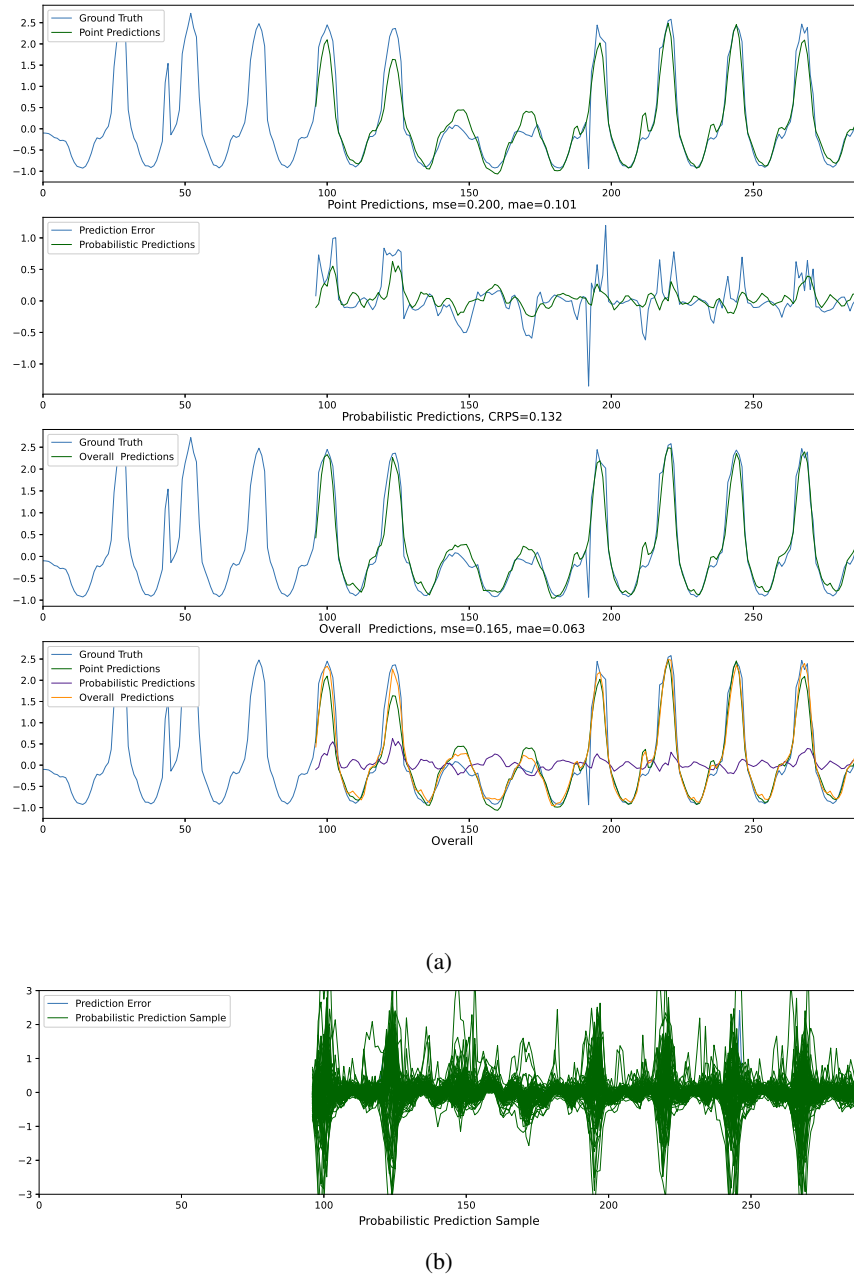 Ground Truth
Point Predictions
2.5
2.0
1.5
1.0
0.5
0.0
−0.5
−1.0
0 50 100 150 200 250
Point Predictions, mse=0.200, mae=0.101
Prediction Error
Probabilistic Predictions
1.0
0.5
0.0
−0.5
−1.0
0 50 100 150 200 250
Probabilistic Predictions, CRPS=0.132
Ground Truth
Overall  Predictions
2.5
2.0
1.5
1.0
0.5
0.0
−0.5
−1.0
0 50 100 150 200 250
Overall  Predictions, mse=0.165, mae=0.063
Ground Truth
Point Predictions
Probabilistic Predictions
Overall  Predictions
2.5
2.0
1.5
1.0
0.5
0.0
−0.5
−1.0
0 50 100 150 200 250
Overall
(a)
Prediction Error
Probabilistic Prediction Sample
3
2
1
0
−1
−2
−3
0 50 100 150 200 250
Probabilistic Prediction Sample
(b)